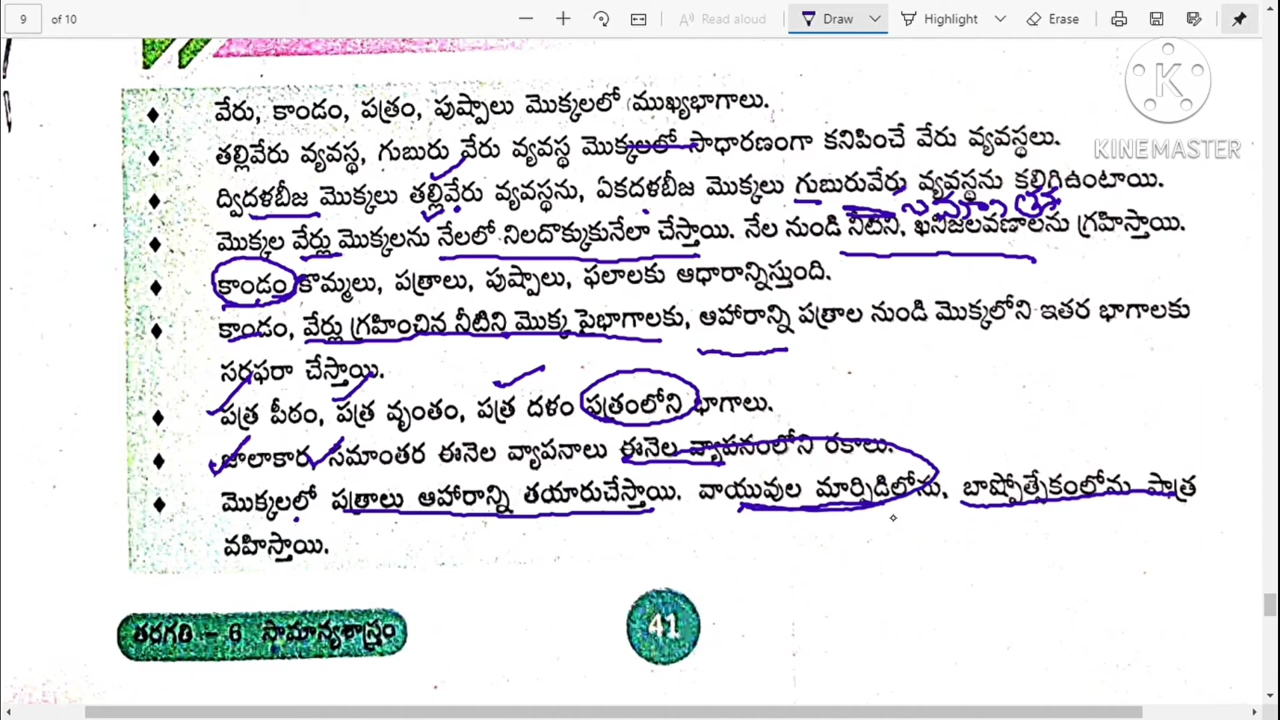 9 of 10 Read aloud Draw Highlight Erase
K
KINEMASTER
వేరు, కాండం, పత్రం, పుష్పాలు మొక్కలలో ముఖ్యభాగాలు.
తల్లివేరు వ్యవస్థ, గుబురు వేరు వ్యవస్థ మొక్కలలో సాధారణంగా కనిపించే వేరు వ్యవస్థలు.
ద్విదళబీజ మొక్కలు తల్లివేరు వ్యవస్థను, ఏకదళబీజ మొక్కలు గుబురువేరు వ్యవస్థను కలిగిఉంటాయి.
మొక్కల వేర్లు మొక్కలను నేలలో నిలదొక్కుకునేలా చేస్తాయి. నేల నుండి నీటిని, ఖనిజలవణాలను గ్రహిస్తాయి.
కాండం కొమ్మలు, పత్రాలు, పుష్పాలు, ఫలాలకు ఆధారాన్నిస్తుంది.
కాండం, వేర్లు గ్రహించిన నీటిని మొక్క పైభాగాలకు, ఆహారాన్ని పత్రాల నుండి మొక్కలోని ఇతర భాగాలకు
సరఫరా చేస్తాయి.
పత్ర పీఠం, పత్ర వృంతం, పత్ర దళం పత్రంలోని భాగాలు.
జాలాకార సమాంతర ఈనెల వ్యాపనాలు ఈనెల వ్యాపనంలోని రకాలు.
మొక్కలలో పత్రాలు ఆహారాన్ని తయారుచేస్తాయి. వాయువుల మార్పిడిలోను, బాష్పోత్సేకంలోను పాత్ర
వహిస్తాయి.
తరగతి - 6 సామాన్యశాస్త్రం
41